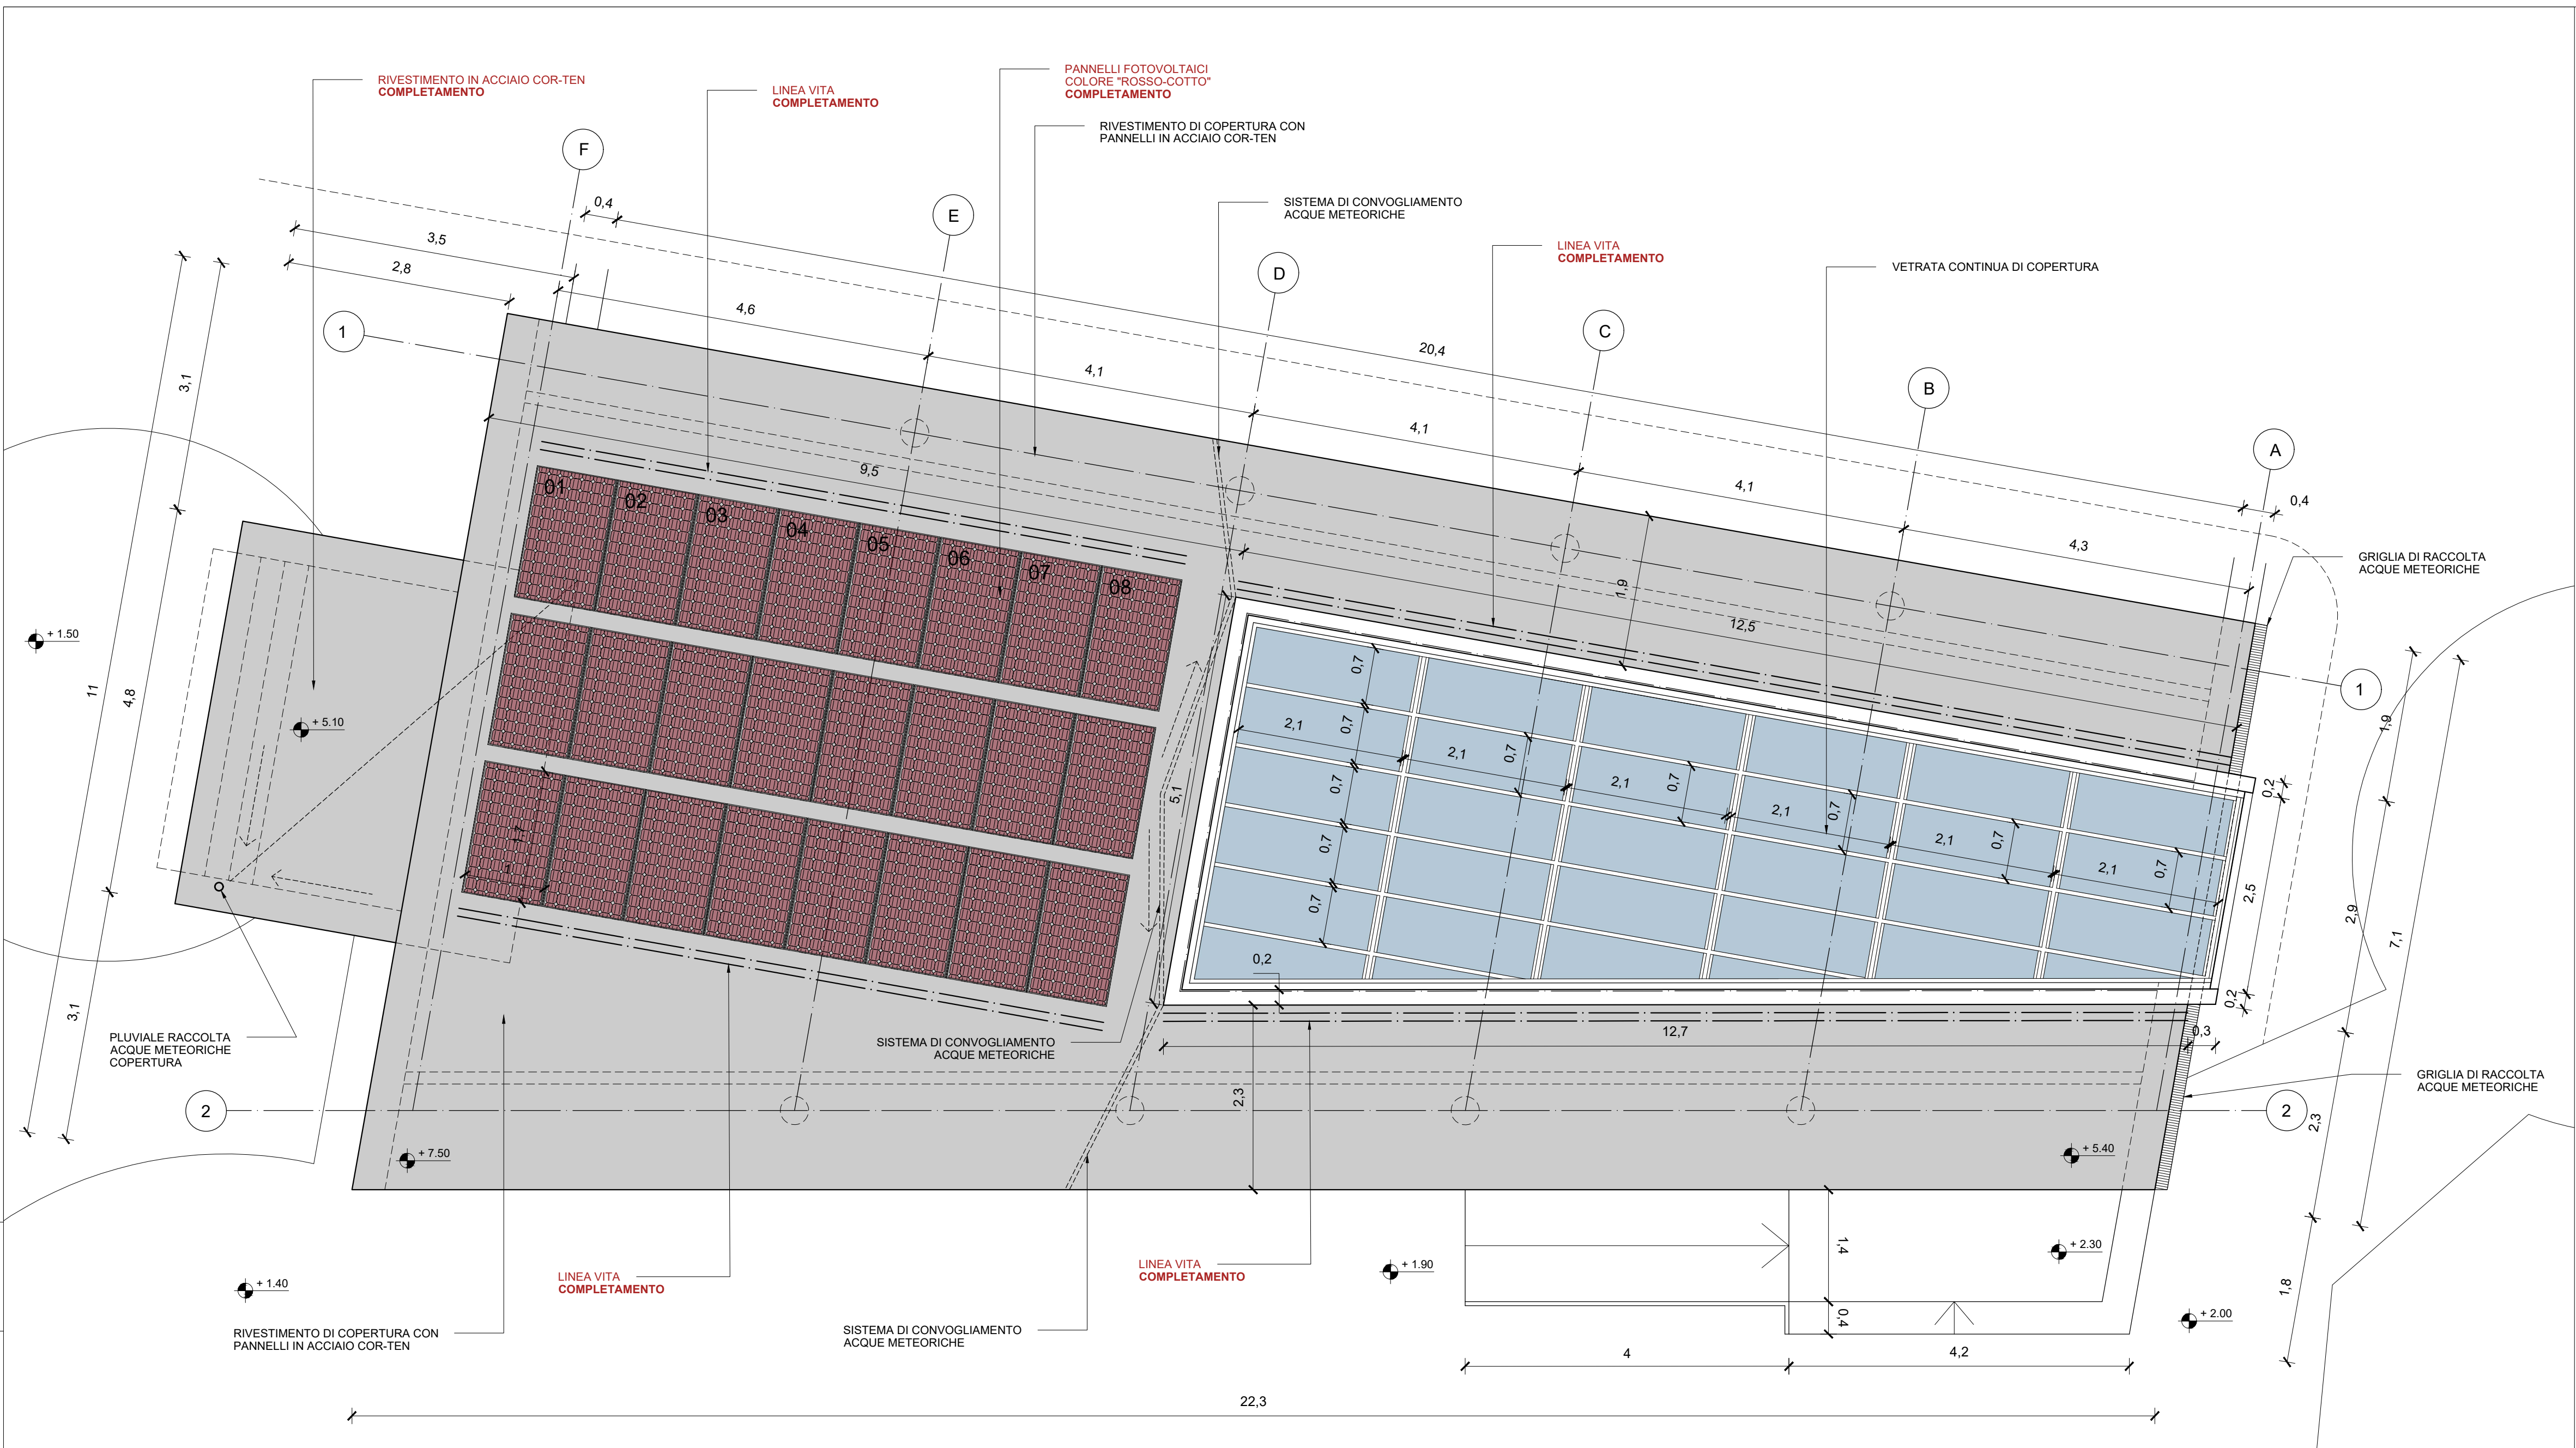 RIVESTIMENTO IN ACCIAIO COR-TEN
COMPLETAMENTO
LINEA VITA
COMPLETAMENTO
PANNELLI FOTOVOLTAICI
COLORE "ROSSO-COTTO"
COMPLETAMENTO
RIVESTIMENTO DI COPERTURA CON
PANNELLI IN ACCIAIO COR-TEN
SISTEMA DI CONVOGLIAMENTO
ACQUE METEORICHE
LINEA VITA
COMPLETAMENTO
VETRATA CONTINUA DI COPERTURA
GRIGLIA DI RACCOLTA
ACQUE METEORICHE
F
E
D
C
B
A
1
1
2
2
0,4
3,5
2,8
4,6
4,1
20,4
4,1
4,1
4,3
0,4
3,1
11
4,8
3,1
9,5
12,5
1,9
01
02
03
04
05
06
07
08
1,7
1
5,1
0,7
0,7
0,7
0,7
0,7
0,7
0,7
0,7
0,7
0,7
2,1
2,1
2,1
2,1
2,1
2,1
0,2
0,2
2,5
0,2
1,9
2,9
7,1
2,3
1,8
12,7
0,3
2,3
+ 1.50
+ 5.10
+ 7.50
+ 5.40
+ 1.40
+ 1.90
+ 2.30
+ 2.00
PLUVIALE RACCOLTA
ACQUE METEORICHE
COPERTURA
SISTEMA DI CONVOGLIAMENTO
ACQUE METEORICHE
GRIGLIA DI RACCOLTA
ACQUE METEORICHE
LINEA VITA
COMPLETAMENTO
LINEA VITA
COMPLETAMENTO
RIVESTIMENTO DI COPERTURA CON
PANNELLI IN ACCIAIO COR-TEN
SISTEMA DI CONVOGLIAMENTO
ACQUE METEORICHE
1,4
0,4
4
4,2
22,3